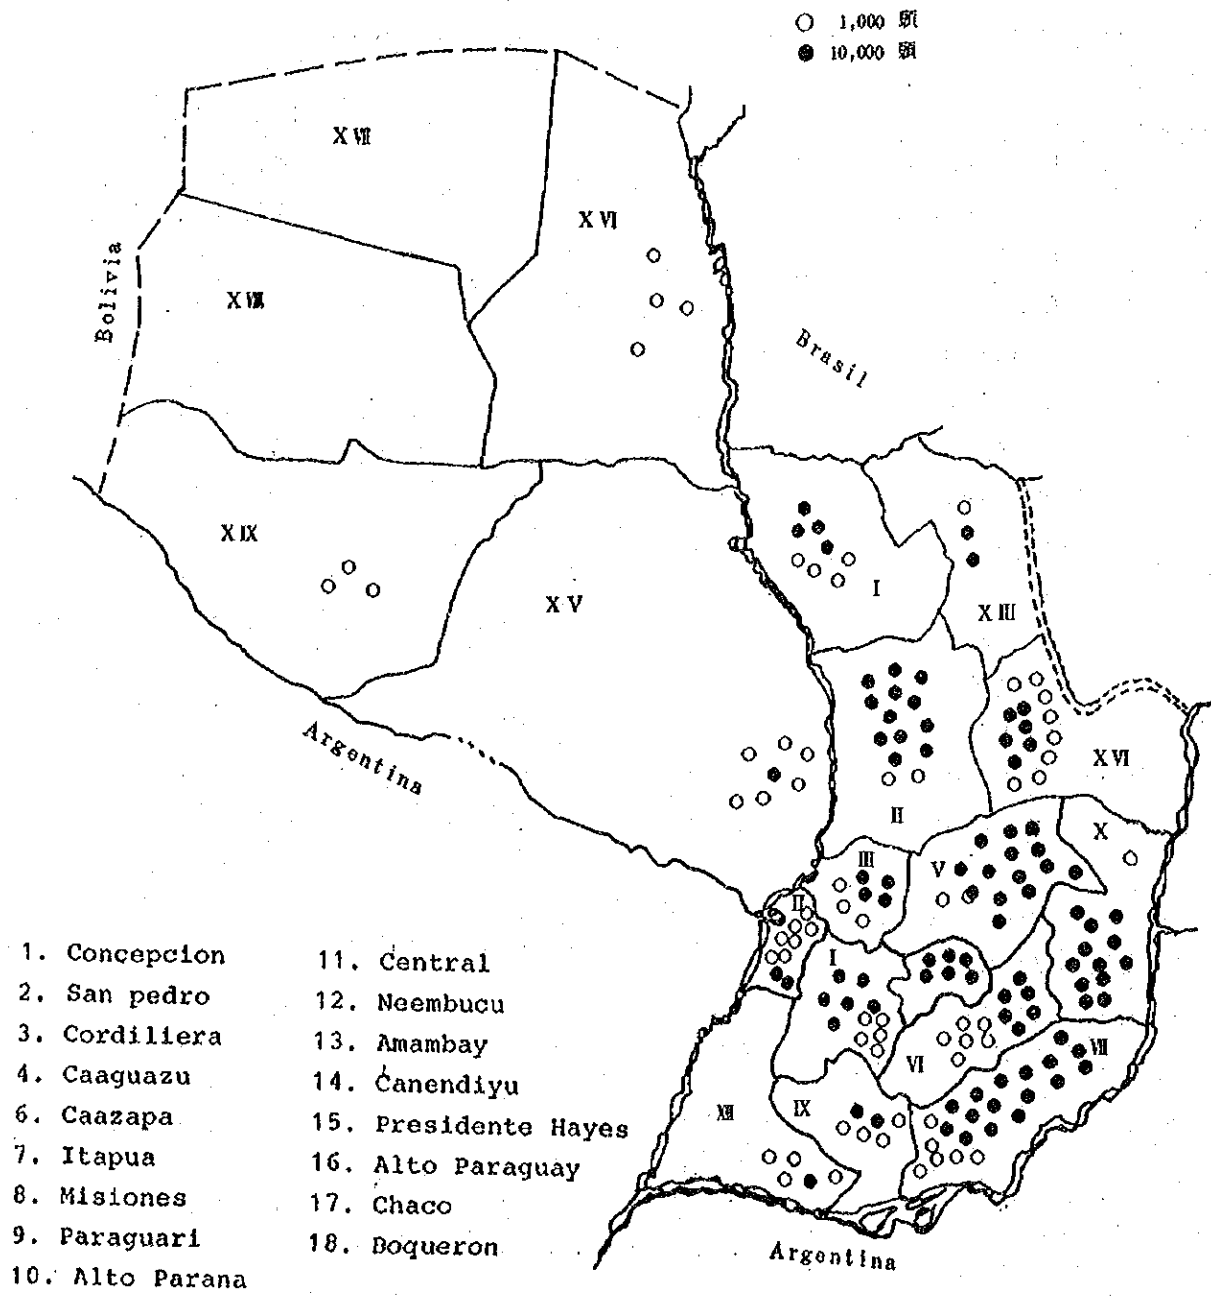 ○ 1,000 頭
● 10,000 頭
X VII
X VI
Bolivia
X VIII
Brasil
X IX
X V
I
X III
Argentina
X VI
II
X
III
V
II
I
VI
VII
XII
IX
1. Concepcion
2. San pedro
3. Cordiliera
4. Caaguazu
6. Caazapa
7. Itapua
8. Misiones
9. Paraguari
10. Alto Parana
11. Central
12. Neembucu
13. Amambay
14. Canendiyu
15. Presidente Hayes
16. Alto Paraguay
17. Chaco
18. Boqueron
Argentina